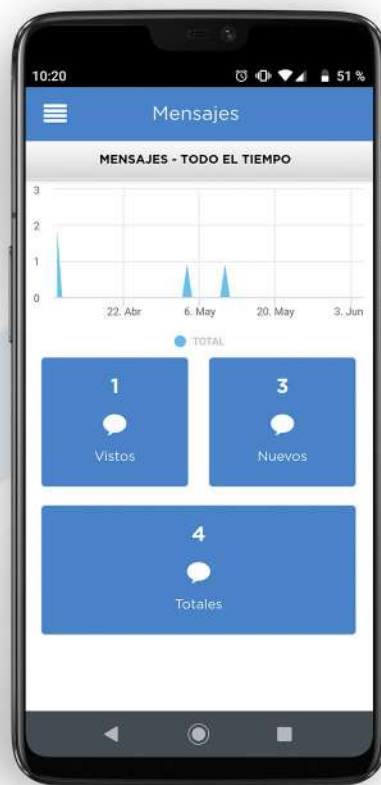 10:20 51 %
Mensajes
MENSAJES - TODO EL TIEMPO
3
2
1
0
22. Abr 6. May 20. May 3. Jun
TOTAL
1 3
Vistos Nuevos
4
Totales